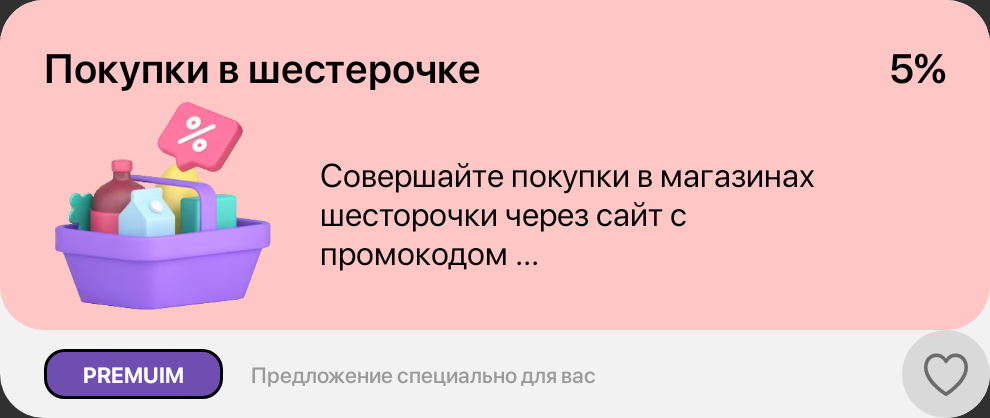 Покупки в шестерочке
5%
%
Совершайте покупки в магазинах
шесторочки через сайт с
промокодом ...
PREMUIM
Предложение специально для вас